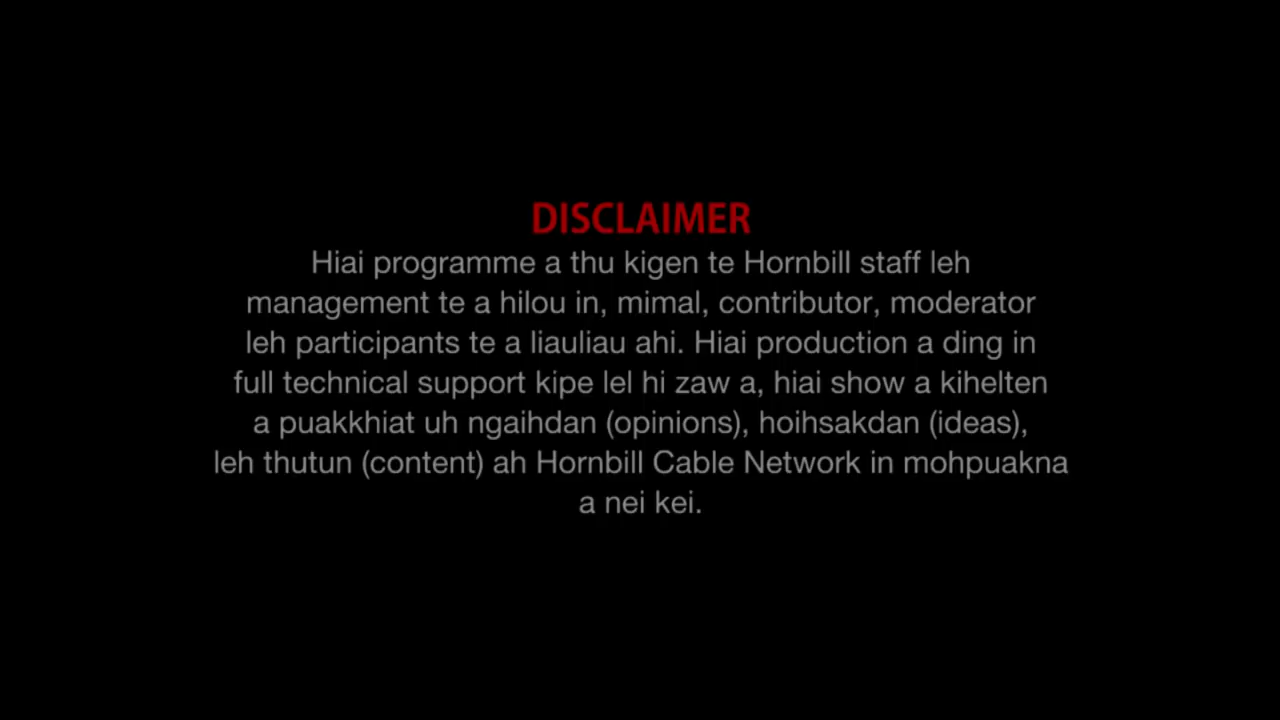 DISCLAIMER
Hiai programme a thu kigen te Hornbill staff leh
management te a hilou in, mimal, contributor, moderator
leh participants te a liauliau ahi. Hiai production a ding in
full technical support kipe lel hi zaw a, hiai show a kihelten
a puakkhiat uh ngaihdan (opinions), hoihsakdan (ideas),
leh thutun (content) ah Hornbill Cable Network in mohpuakna
a nei kei.